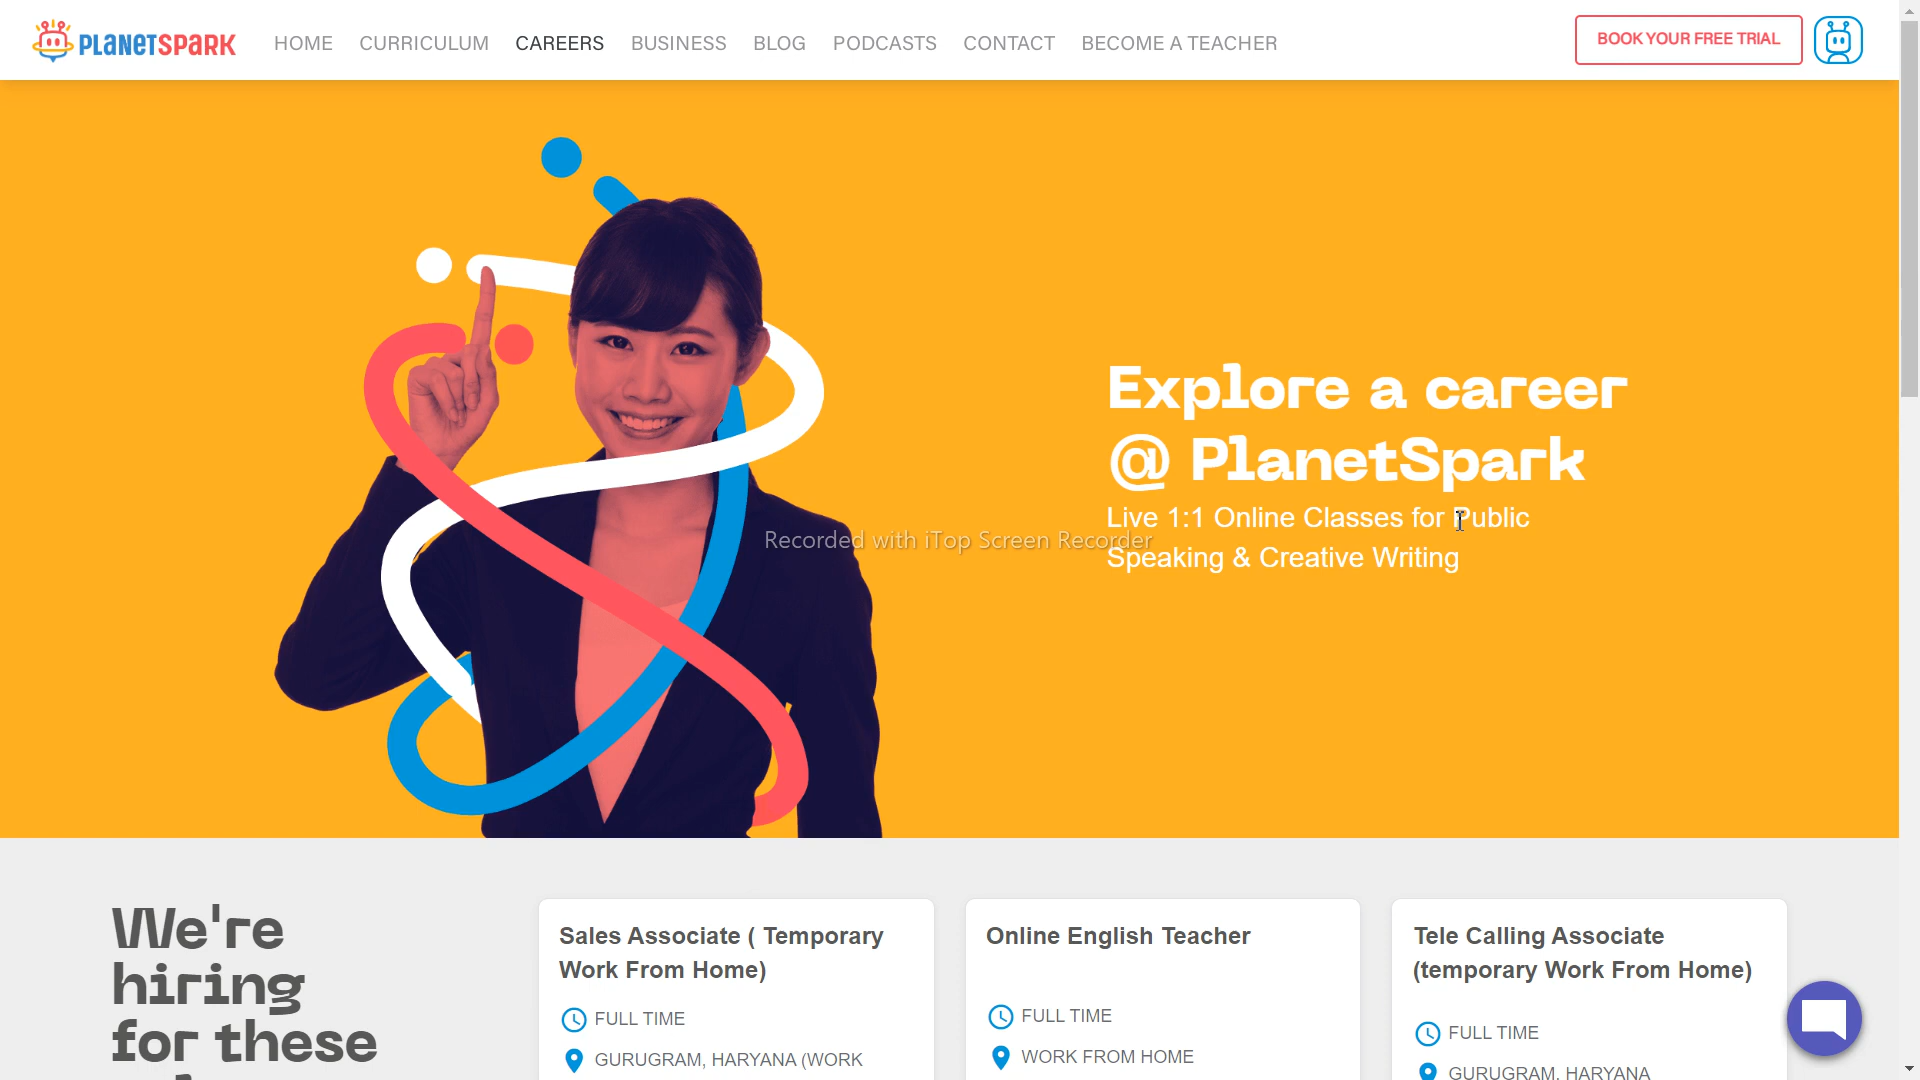 PLANETSPARK
HOME CURRICULUM CAREERS BUSINESS BLOG PODCASTS CONTACT BECOME A TEACHER
BOOK YOUR FREE TRIAL
Explore a career
@ PlanetSpark
Live 1:1 Online Classes for Public
Speaking & Creative Writing
Recorded with iTop Screen Recorder
We're
hiring
for these
Sales Associate ( Temporary
Work From Home)
FULL TIME
GURUGRAM, HARYANA (WORK
Online English Teacher
FULL TIME
WORK FROM HOME
Tele Calling Associate
(temporary Work From Home)
FULL TIME
GURUGRAM, HARYANA